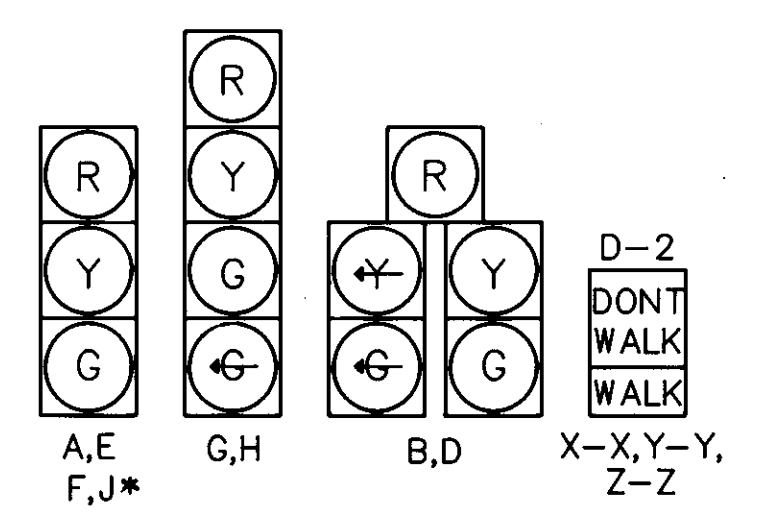 R
Y
G
A,E
F,J*
R
Y
G
G
G,H
R
Y Y
G G
B,D
D-2
DONT
WALK
WALK
X-X,Y-Y,
Z-Z